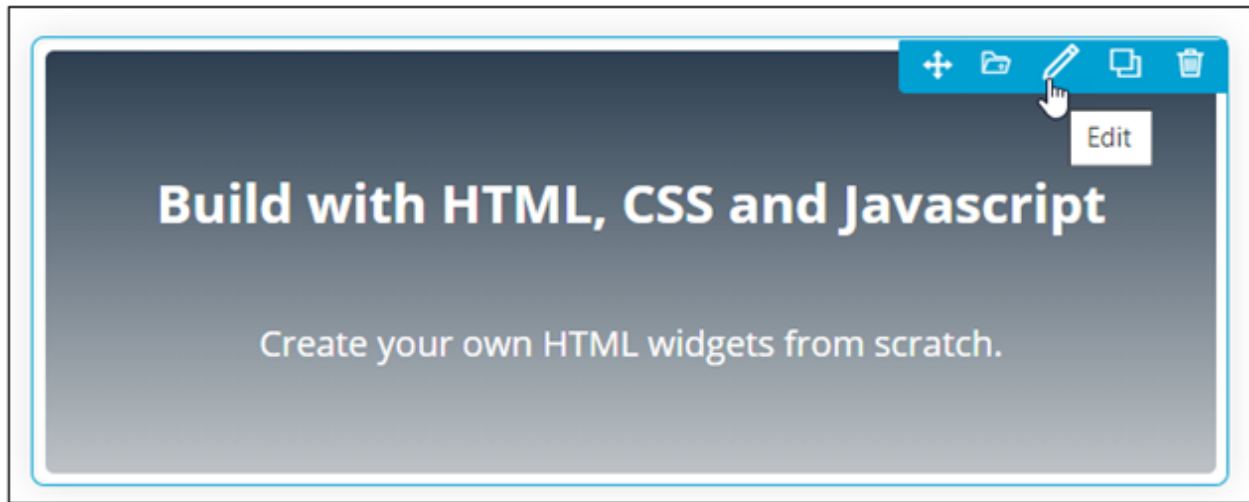 Edit
Build with HTML, CSS and Javascript
Create your own HTML widgets from scratch.